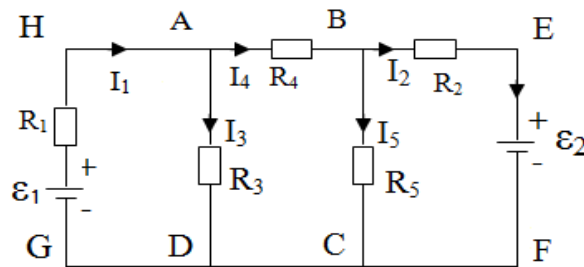 H A B E
I₁ I₄ R₄ I₂ R₂
R₁ I₃ I₅ +
+ ε₂
ε₁ R₃ R₅ -
-
G D C F